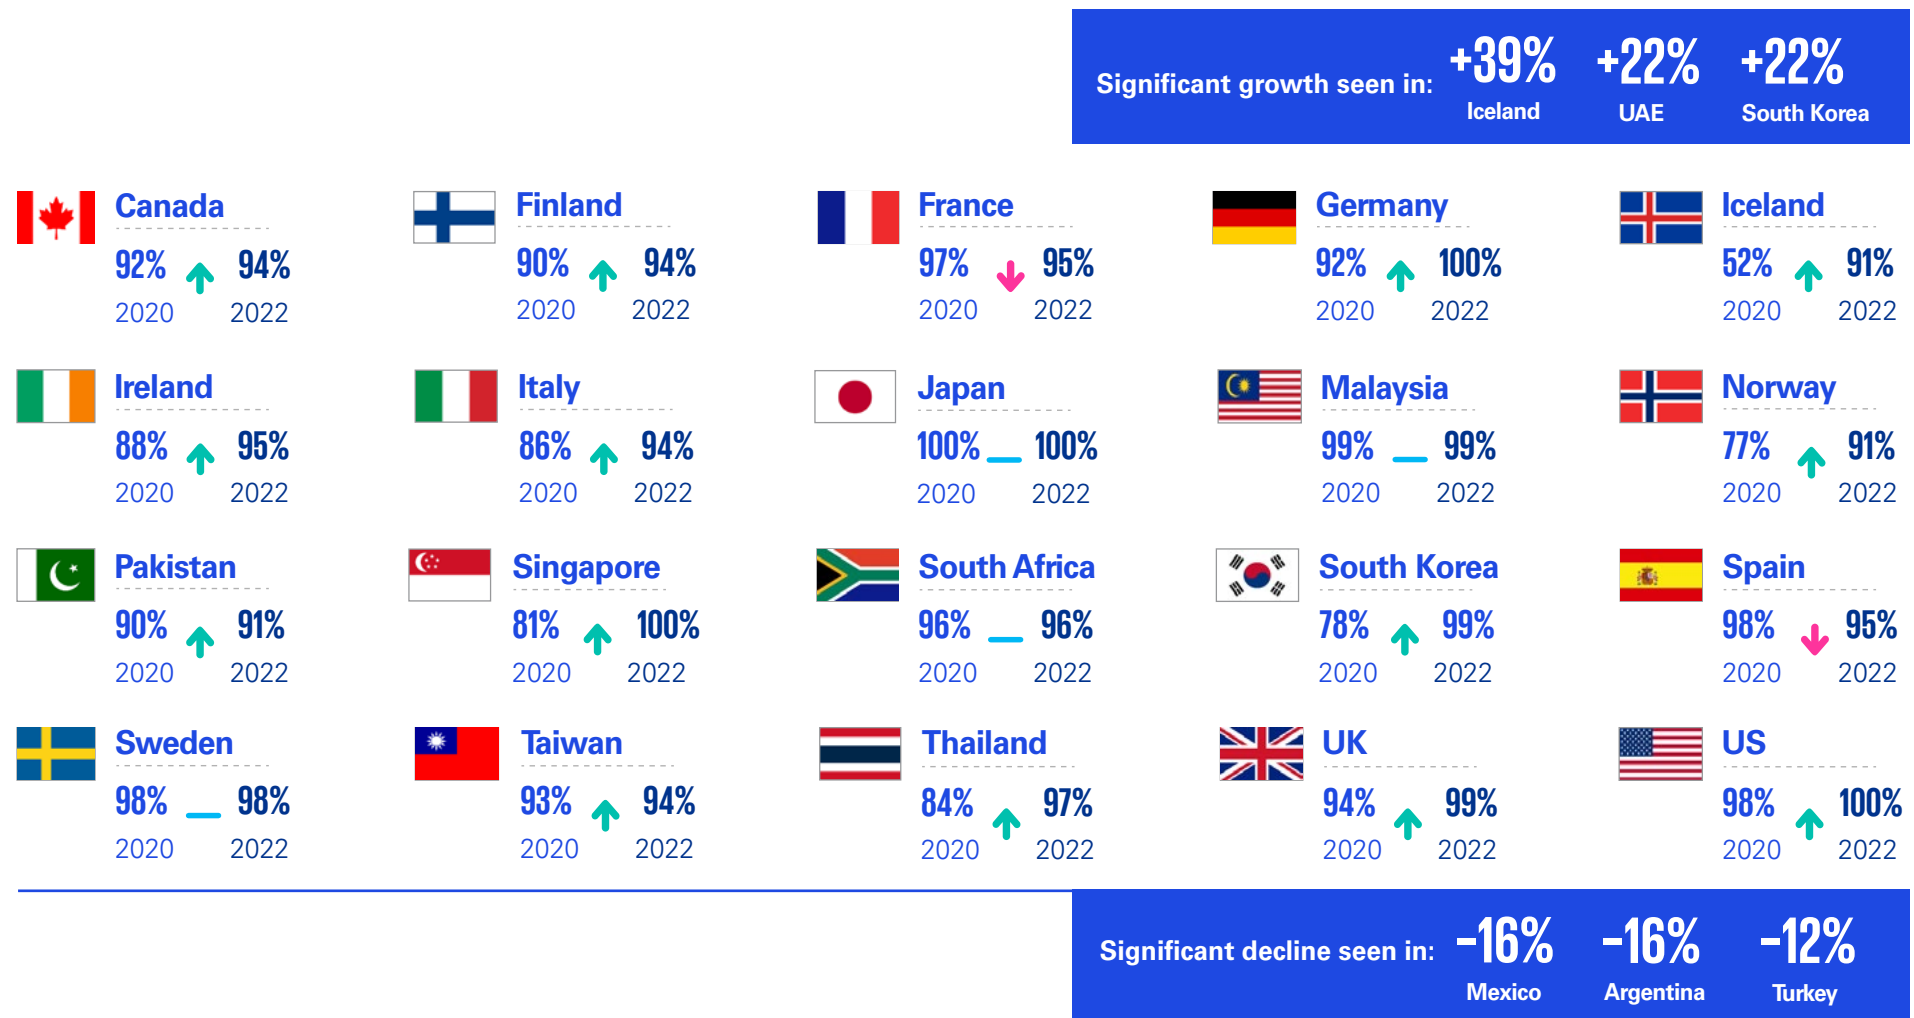 Significant growth seen in: +39% +22% +22%
Iceland UAE South Korea
Canada Finland France Germany Iceland
92% 94% 90% 94% 97% 95% 92% 100% 52% 91%
2020 2022 2020 2022 2020 2022 2020 2022 2020 2022
Ireland Italy Japan Malaysia Norway
88% 95% 86% 94% 100% 100% 99% 99% 77% 91%
2020 2022 2020 2022 2020 2022 2020 2022 2020 2022
Pakistan Singapore South Africa South Korea Spain
90% 91% 81% 100% 96% 96% 78% 99% 98% 95%
2020 2022 2020 2022 2020 2022 2020 2022 2020 2022
Sweden Taiwan Thailand UK US
98% 98% 93% 94% 84% 97% 94% 99% 98% 100%
2020 2022 2020 2022 2020 2022 2020 2022 2020 2022
Significant decline seen in: -16% -16% -12%
Mexico Argentina Turkey